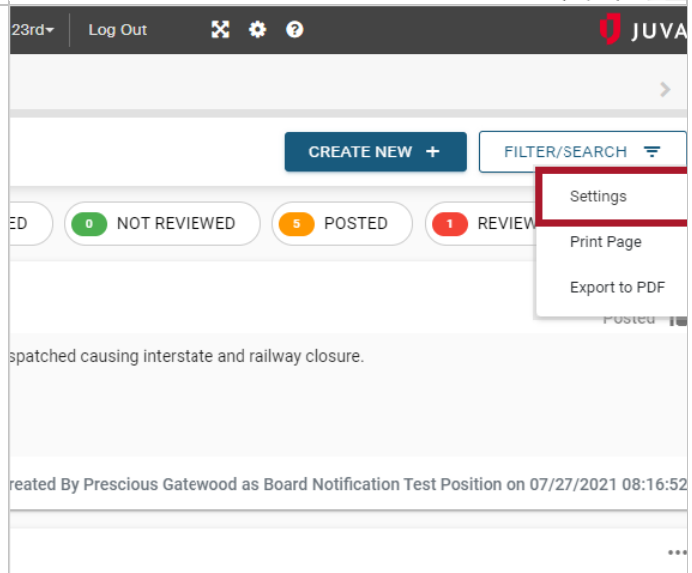 23rd Log Out JUVA
CREATE NEW + FILTER/SEARCH
Settings
ED 0 NOT REVIEWED 5 POSTED 1 REVIEW
Print Page
Export to PDF
Posted
spatched causing interstate and railway closure.
reated By Prescious Gatewood as Board Notification Test Position on 07/27/2021 08:16:52